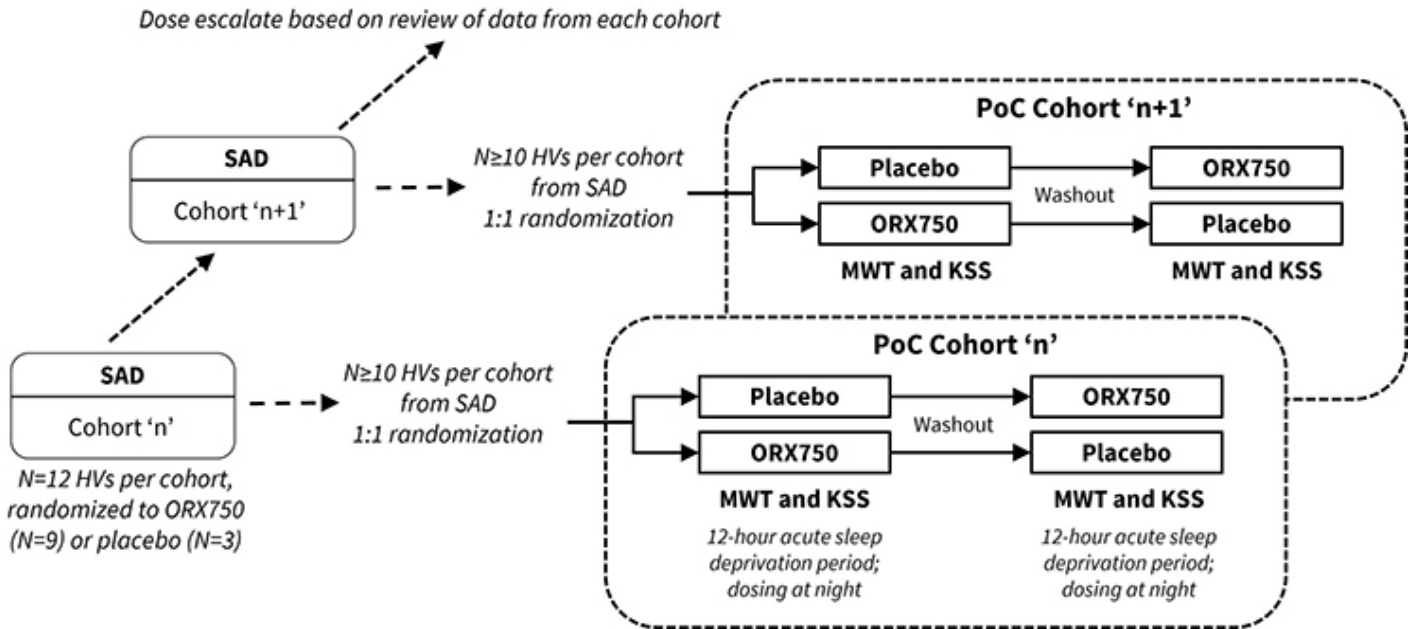 Dose escalate based on review of data from each cohort
SAD
Cohort ‘n+1’
N≥10 HVs per cohort
from SAD
1:1 randomization
PoC Cohort ‘n+1’
Placebo
ORX750
Washout
ORX750
Placebo
MWT and KSS
MWT and KSS
SAD
Cohort ‘n’
N=12 HVs per cohort,
randomized to ORX750
(N=9) or placebo (N=3)
N≥10 HVs per cohort
from SAD
1:1 randomization
PoC Cohort ‘n’
Placebo
ORX750
Washout
ORX750
Placebo
MWT and KSS
MWT and KSS
12-hour acute sleep
deprivation period;
dosing at night
12-hour acute sleep
deprivation period;
dosing at night